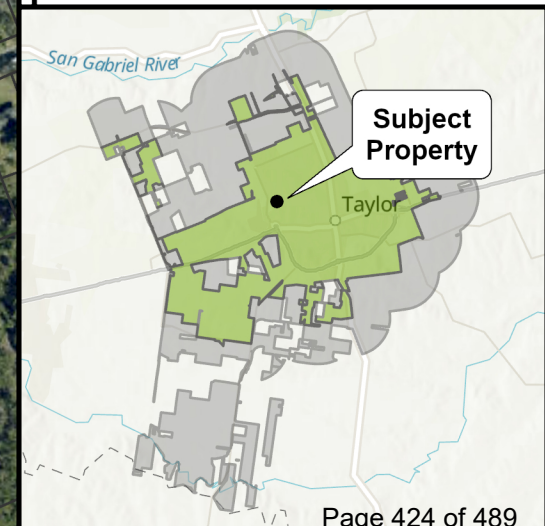 San Gabriel River
Subject
Property
Taylor
Page 424 of 489